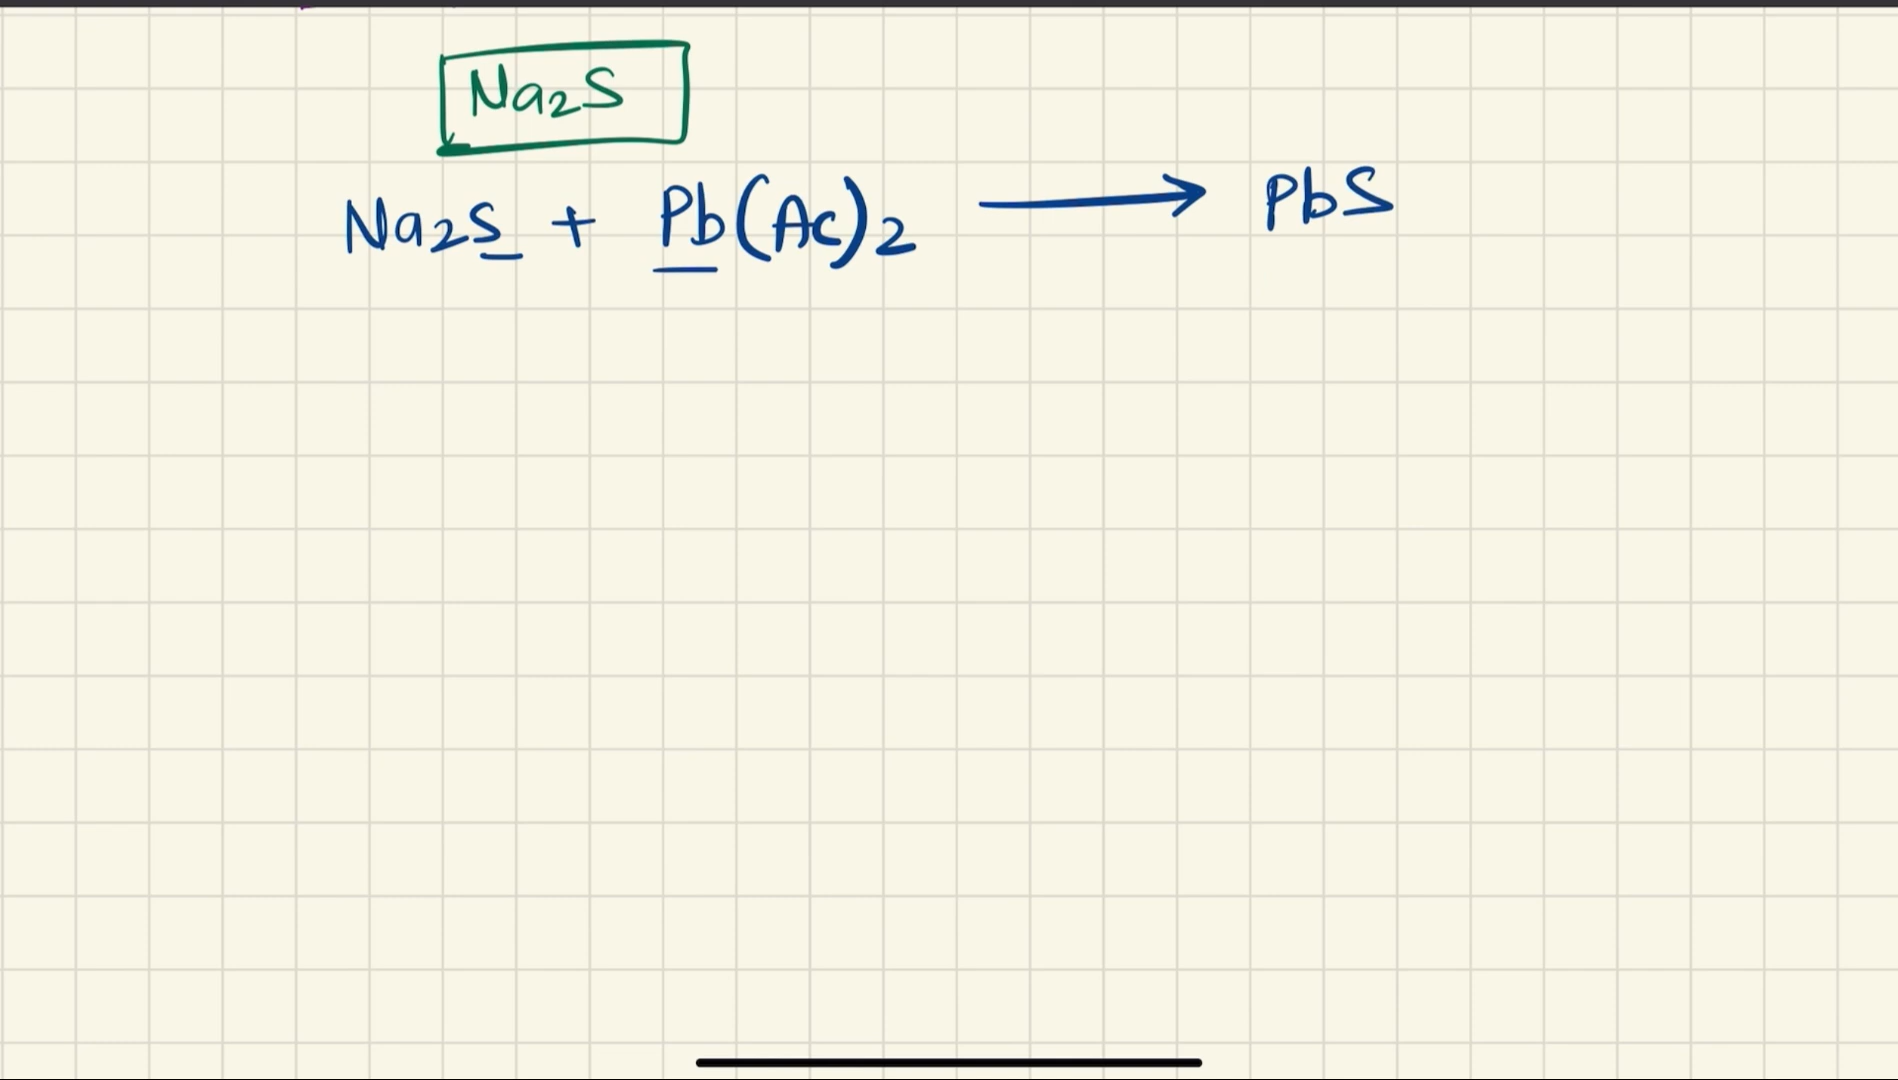 Na2S
Na2S + Pb(Ac)2 ⟶ PbS